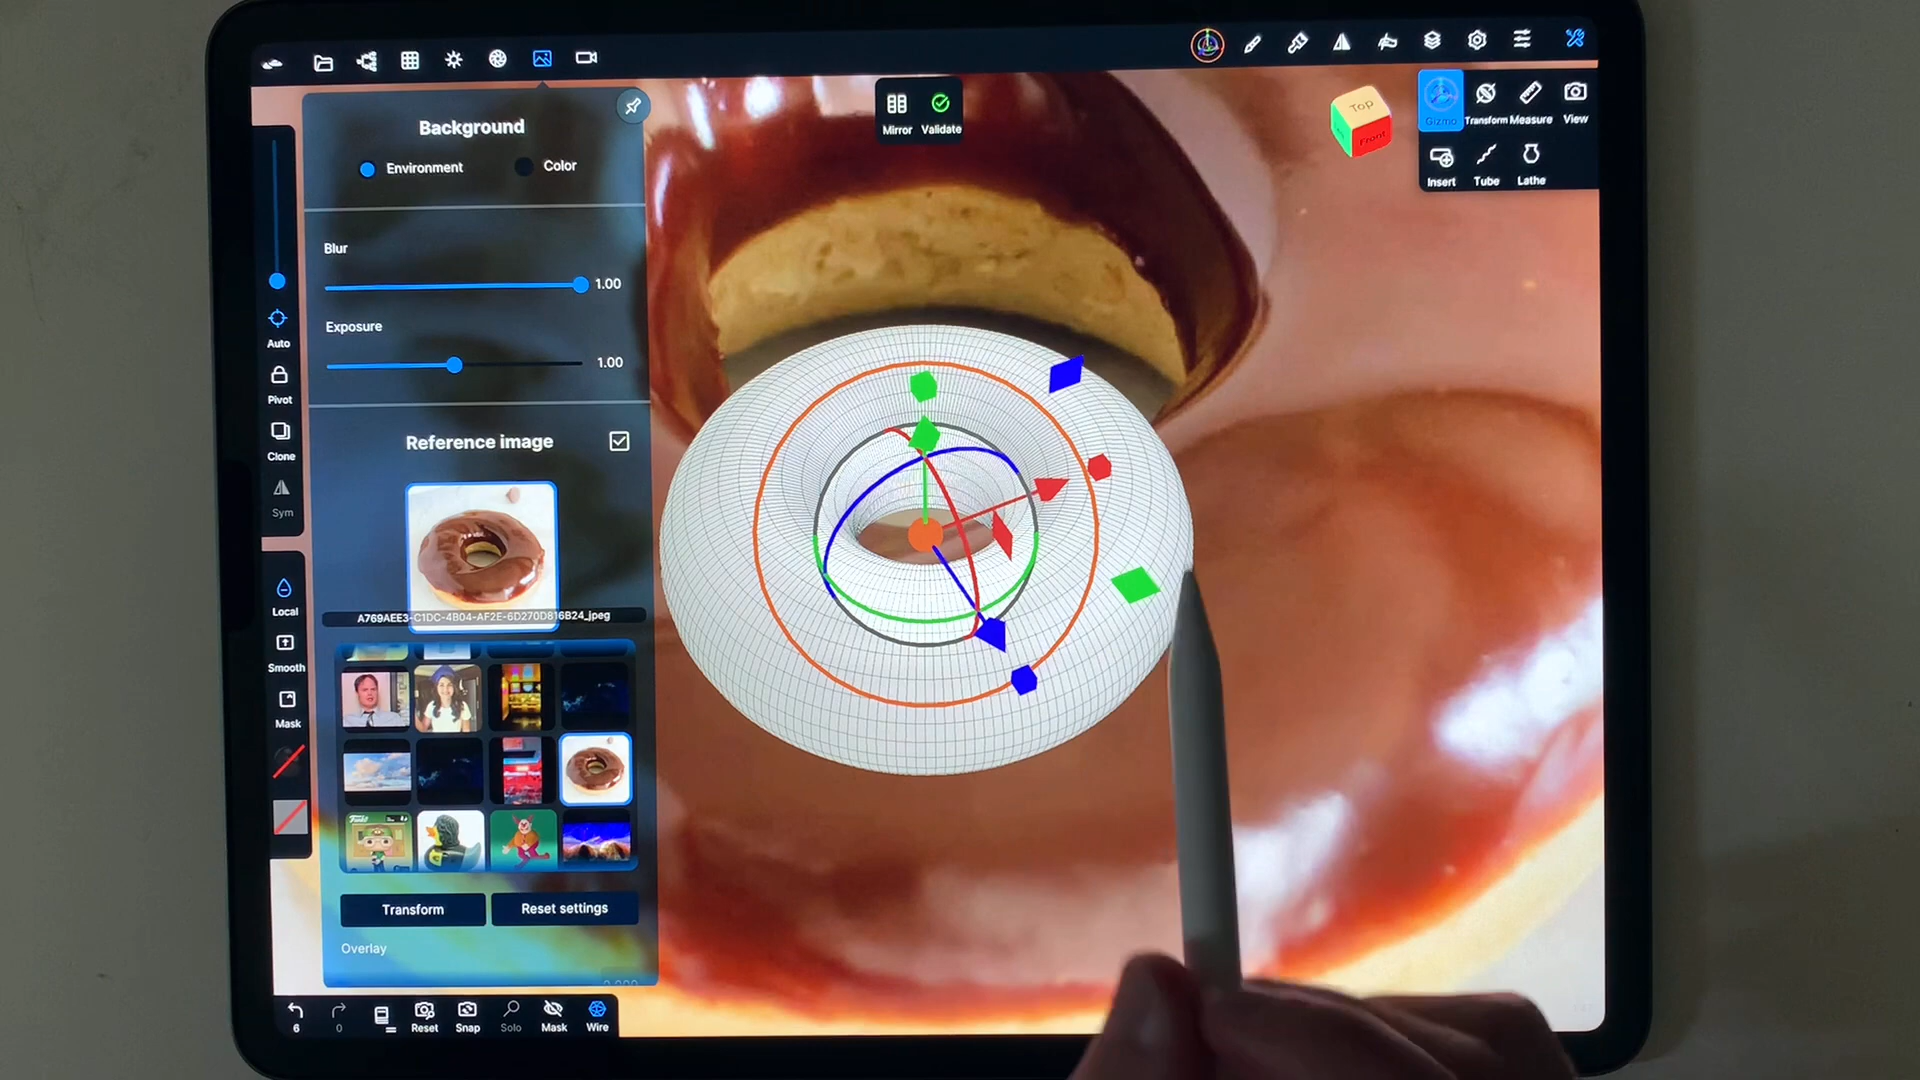 Background
Environment
Color
Blur
1.00
Exposure
1.00
Reference image
A769AEE3-C1DC-4B04-AF2E-6D270D816B24_jpeg
Transform
Reset settings
Overlay
Auto
Pivot
Clone
Sym
Local
Smooth
Mask
6
0
Reset
Snap
Solo
Mask
Wire
Mirror
Validate
Top
Front
Gizmo
Transform
Measure
View
Insert
Tube
Lathe